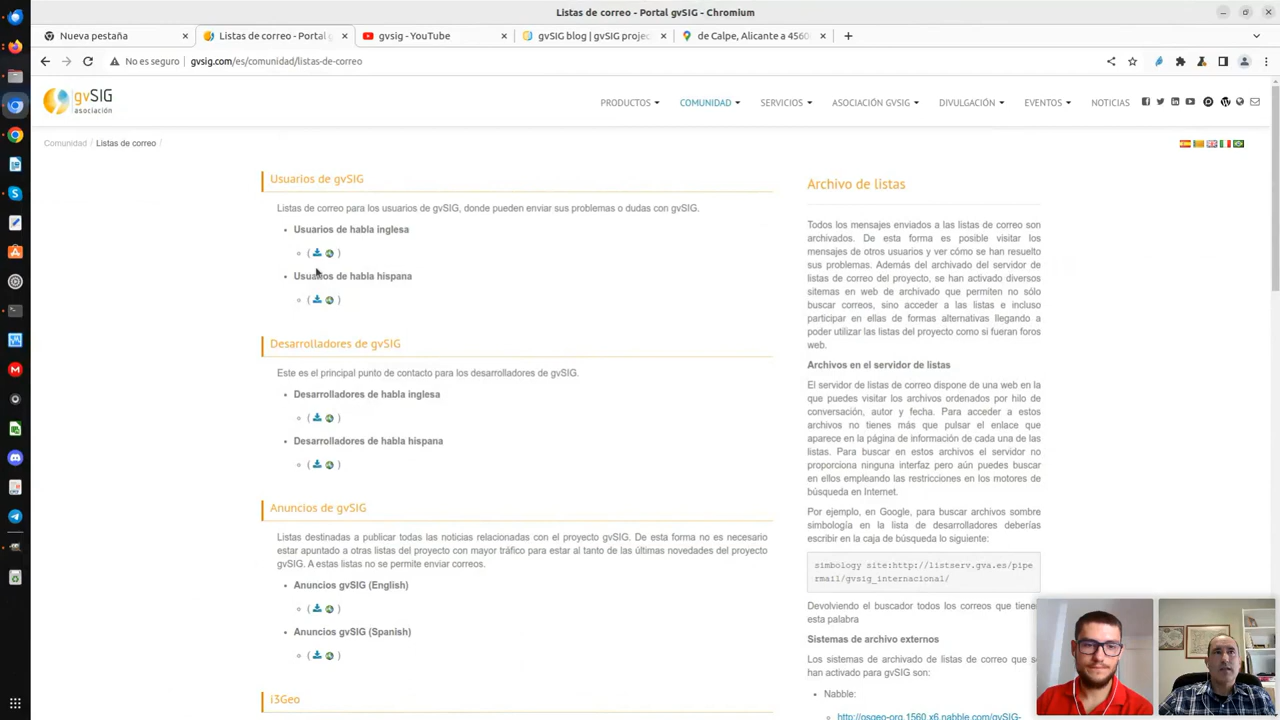 Listas de correo - Portal gvSIG - Chromium
Nueva pestaña
Listas de correo - Portal g
gvsig - YouTube
gvSIG blog | gvSIG projec
de Calpe, Alicante a 4560
No es seguro
gvsig.com/es/comunidad/listas-de-correo
gvSIG
asociación
PRODUCTOS
COMUNIDAD
SERVICIOS
ASOCIACIÓN GVSIG
DIVULGACIÓN
EVENTOS
NOTICIAS
Comunidad / Listas de correo /
Usuarios de gvSIG
Listas de correo para los usuarios de gvSIG, donde pueden enviar sus problemas o dudas con gvSIG.
Usuarios de habla inglesa
( )
Usuarios de habla hispana
( )
Desarrolladores de gvSIG
Este es el principal punto de contacto para los desarrolladores de gvSIG.
Desarrolladores de habla inglesa
( )
Desarrolladores de habla hispana
( )
Anuncios de gvSIG
Listas destinadas a publicar todas las noticias relacionadas con el proyecto gvSIG. De esta forma no es necesario
estar apuntado a otras listas del proyecto con mayor tráfico para estar al tanto de las últimas novedades del proyecto
gvSIG. A estas listas no se permite enviar correos.
Anuncios gvSIG (English)
( )
Anuncios gvSIG (Spanish)
( )
i3Geo
Archivo de listas
Todos los mensajes enviados a las listas de correo son
archivados. De esta forma es posible visitar los
mensajes de otros usuarios y ver cómo se han resuelto
sus problemas. Además del archivado del servidor de
listas de correo del proyecto, se han activado diversos
sitemas en web de archivado que permiten no sólo
buscar correos, sino acceder a las listas e incluso
participar en ellas de formas alternativas llegando a
poder utilizar las listas del proyecto como si fueran foros
web.
Archivos en el servidor de listas
El servidor de listas de correo dispone de una web en la
que puedes visitar los archivos ordenados por hilo de
conversación, autor y fecha. Para acceder a estos
archivos no tienes más que pulsar el enlace que
aparece en la página de información de cada una de las
listas. Para buscar en estos archivos el servidor no
proporciona ninguna interfaz pero aún puedes buscar
en ellos empleando las restricciones en los motores de
búsqueda en Internet.
Por ejemplo, en Google, para buscar archivos sombre
simbología en la lista de desarrolladores deberías
escribir en la caja de búsqueda lo siguiente:
simbology site:http://listserv.gva.es/pipe
rmail/gvsig_internacional/
Devolviendo el buscador todos los correos que tienen
esta palabra
Sistemas de archivo externos
Los sistemas de archivado de listas de correo que se
han activado para gvSIG son:
Nabble:
http://osgeo-org.1560.x6.nabble.com/gvSIG-